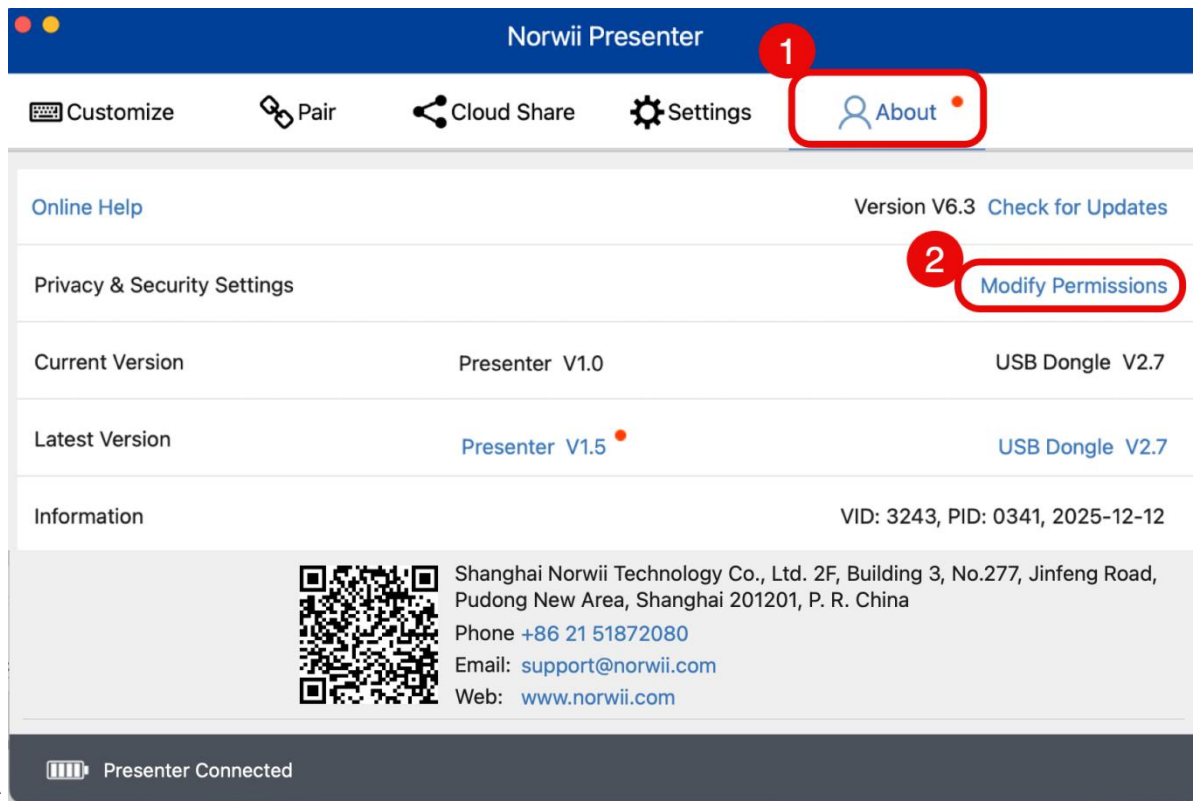 Norwii Presenter
1
Customize Pair Cloud Share Settings About
Online Help Version V6.3 Check for Updates
2
Privacy & Security Settings Modify Permissions
Current Version Presenter V1.0 USB Dongle V2.7
Latest Version Presenter V1.5 USB Dongle V2.7
Information VID: 3243, PID: 0341, 2025-12-12
Shanghai Norwii Technology Co., Ltd. 2F, Building 3, No.277, Jinfeng Road,
Pudong New Area, Shanghai 201201, P. R. China
Phone +86 21 51872080
Email: support@norwii.com
Web: www.norwii.com
Presenter Connected